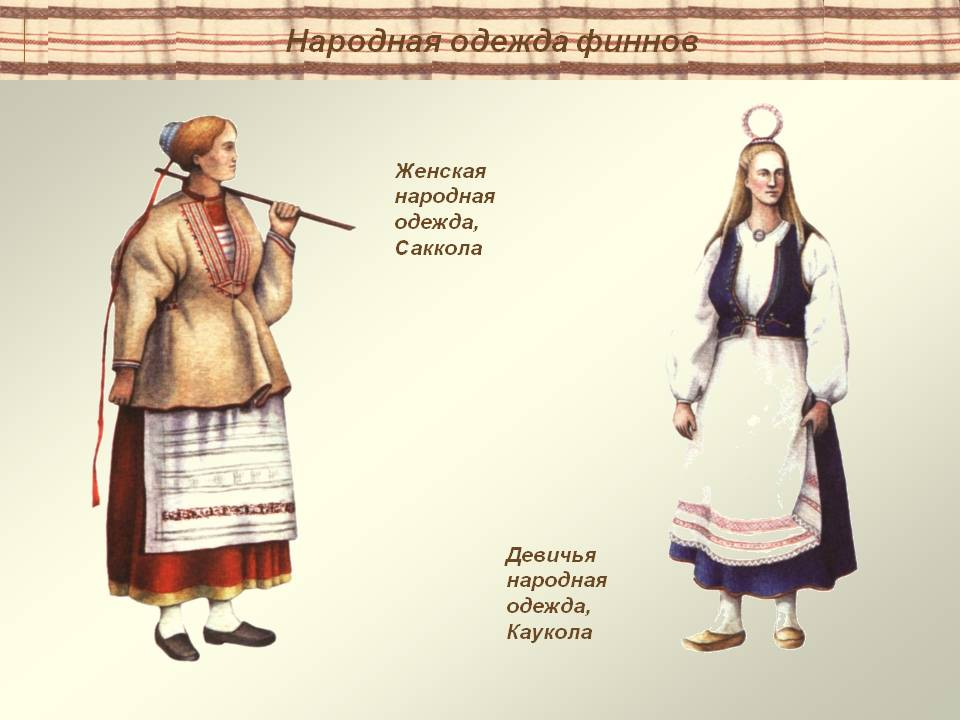 Народная одежда финнов
Женская
народная
одежда,
Саккола
Девичья
народная
одежда,
Каукола